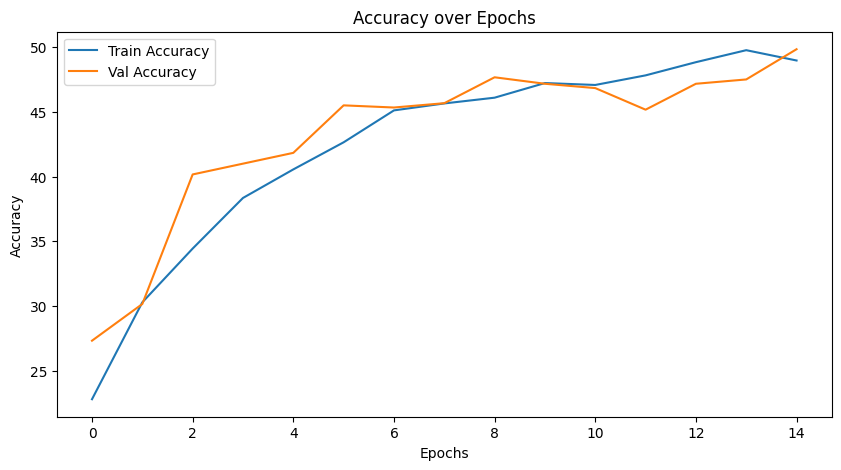 Accuracy over Epochs
Train Accuracy
Val Accuracy
50
45
40
35
30
25
Accuracy
0 2 4 6 8 10 12 14
Epochs